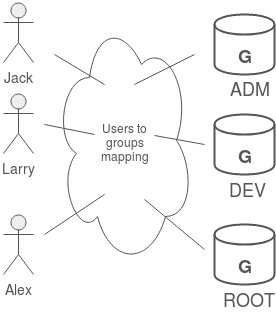 Jack
G
ADM
Users to
groups
mapping
Larry
G
DEV
Alex
G
ROOT